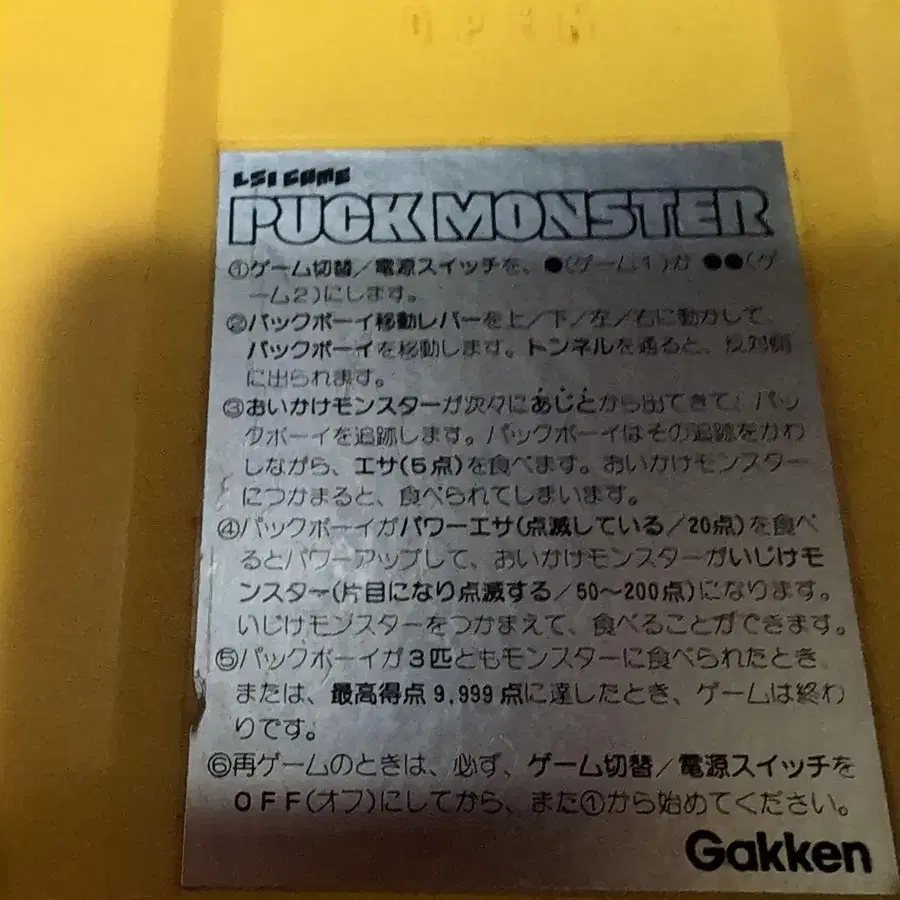 LSI GAME
PUCK MONSTER
①ゲーム切替/電源スイッチを、●(ゲーム1)か ●●(ゲ
ーム2)にします。
②パックボーイ移動レバーを上/下/左/右に動かして、
パックボーイを移動します。トンネルを通ると、反対側
に出られます。
③おいかけモンスターが次々にあじとから出てきて、パッ
クボーイを追跡します。パックボーイはその追跡をかわ
しながら、エサ(5点)を食べます。おいかけモンスター
につかまると、食べられてしまいます。
④パックボーイがパワーエサ(点滅している/20点)を食べ
るとパワーアップして、おいかけモンスターがいじけモ
ンスター(片目になり点滅する/50〜200点)になります。
いじけモンスターをつかまえて、食べることができます。
⑤パックボーイが3匹ともモンスターに食べられたとき、
または、最高得点9,999点に達したとき、ゲームは終わ
りです。
⑥再ゲームのときは、必ず、ゲーム切替/電源スイッチを
OFF(オフ)にしてから、また①から始めてください。
Gakken